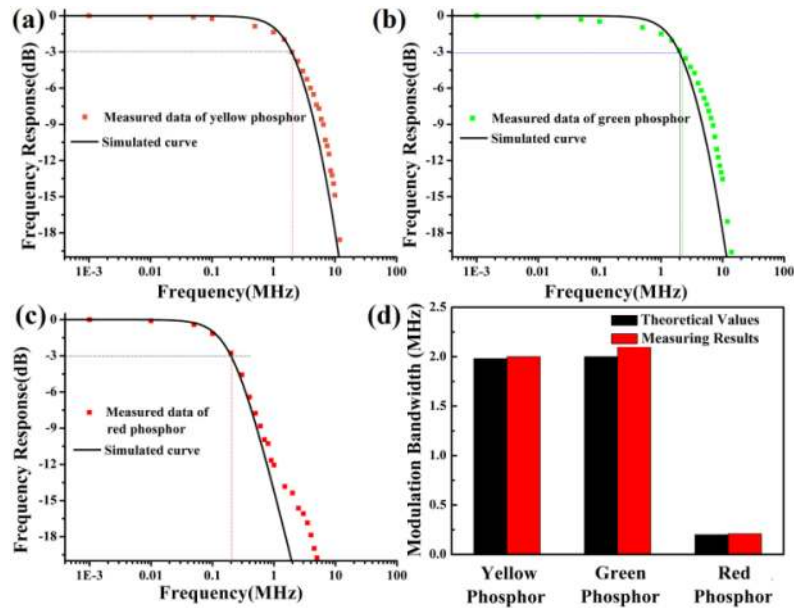 (a)
Frequency Response(dB)
0
-3
-6
-9
-12
-15
-18
Measured data of yellow phosphor
Simulated curve
1E-3 0.01 0.1 1 10 100
Frequency(MHz)
(b)
Frequency Response(dB)
0
-3
-6
-9
-12
-15
-18
Measured data of green phosphor
Simulated curve
1E-3 0.01 0.1 1 10 100
Frequency(MHz)
(c)
Frequency Response(dB)
0
-3
-6
-9
-12
-15
-18
Measured data of
red phosphor
Simulated curve
1E-3 0.01 0.1 1 10 100
Frequency(MHz)
(d)
Modulation Bandwidth (MHz)
2.5
2.0
1.5
1.0
0.5
0.0
Theoretical Values
Measuring Results
Yellow Green Red
Phosphor Phosphor Phosphor